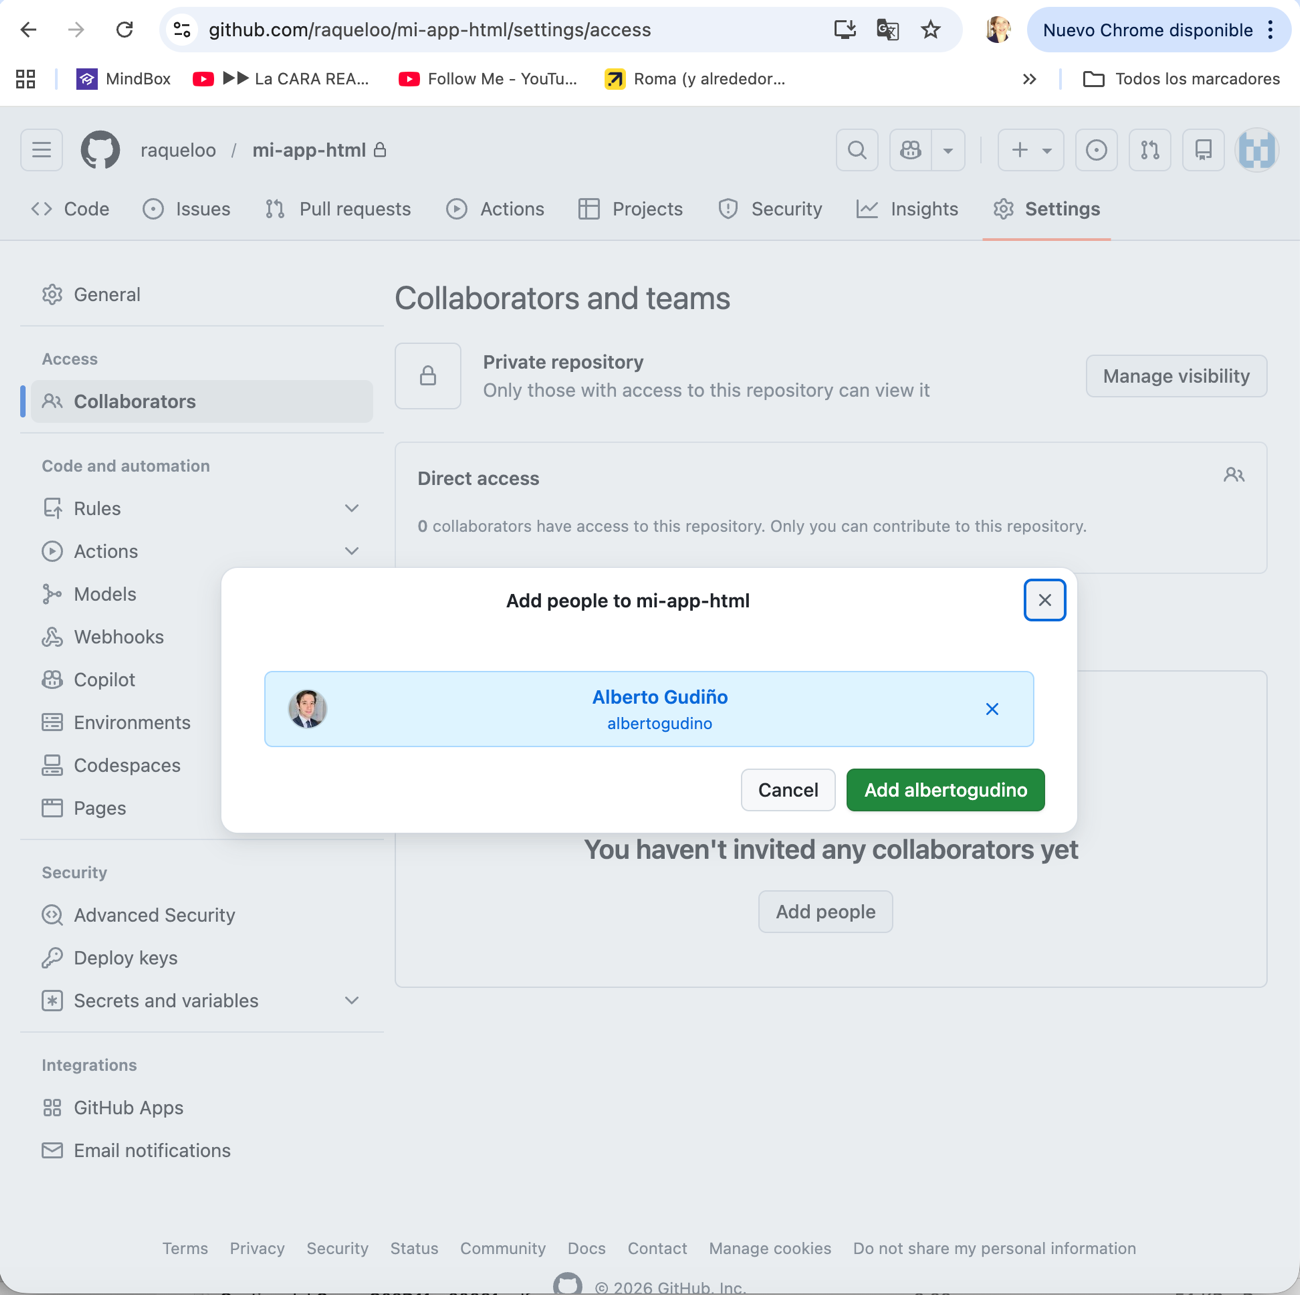 github.com/raqueloo/mi-app-html/settings/access
Nuevo Chrome disponible
MindBox
▶▶ La CARA REA...
Follow Me - YouTu...
Roma (y alrededor...
»
Todos los marcadores
raqueloo / mi-app-html
Code
Issues
Pull requests
Actions
Projects
Security
Insights
Settings
General
Access
Collaborators
Code and automation
Rules
Actions
Models
Webhooks
Copilot
Environments
Codespaces
Pages
Security
Advanced Security
Deploy keys
Secrets and variables
Integrations
GitHub Apps
Email notifications
Collaborators and teams
Private repository
Only those with access to this repository can view it
Manage visibility
Direct access
0 collaborators have access to this repository. Only you can contribute to this repository.
Add people to mi-app-html
Alberto Gudiño
albertogudino
Cancel
Add albertogudino
You haven't invited any collaborators yet
Add people
Terms
Privacy
Security
Status
Community
Docs
Contact
Manage cookies
Do not share my personal information
© 2026 GitHub, Inc.